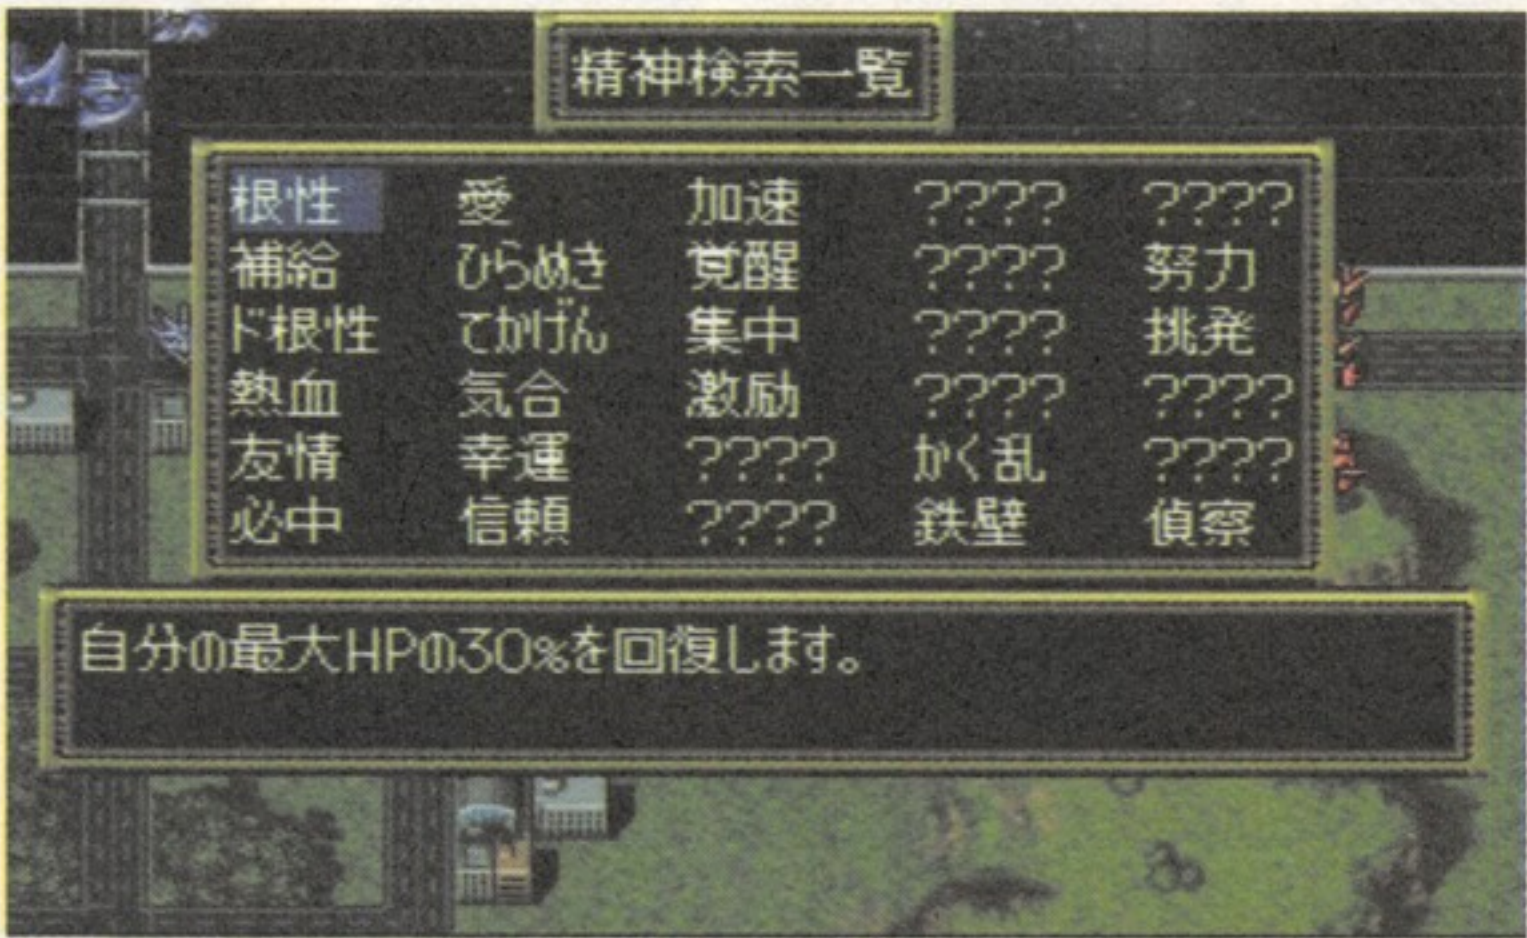 精神検索一覧
根性 愛 加速 ???? ????
補給 ひらめき 覚醒 ???? 努力
ド根性 てかげん 集中 ???? 挑発
熱血 気合 激励 ???? ????
友情 幸運 ???? かく乱 ????
必中 信頼 ???? 鉄壁 偵察
自分の最大HPの30%を回復します。